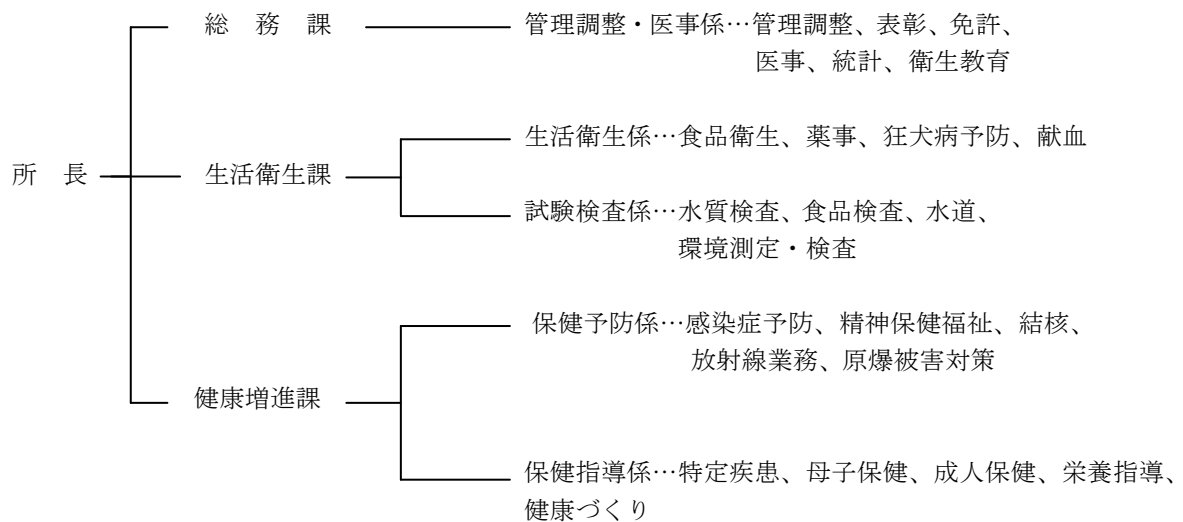 総　務　課　管理調整・医事係…管理調整、表彰、免許、
医事、統計、衛生教育
生活衛生係…食品衛生、薬事、狂犬病予防、献血
所　長　生活衛生課
試験検査係…水質検査、食品検査、水道、
環境測定・検査
保健予防係…感染症予防、精神保健福祉、結核、
放射線業務、原爆被害対策
健康増進課
保健指導係…特定疾患、母子保健、成人保健、栄養指導、
健康づくり